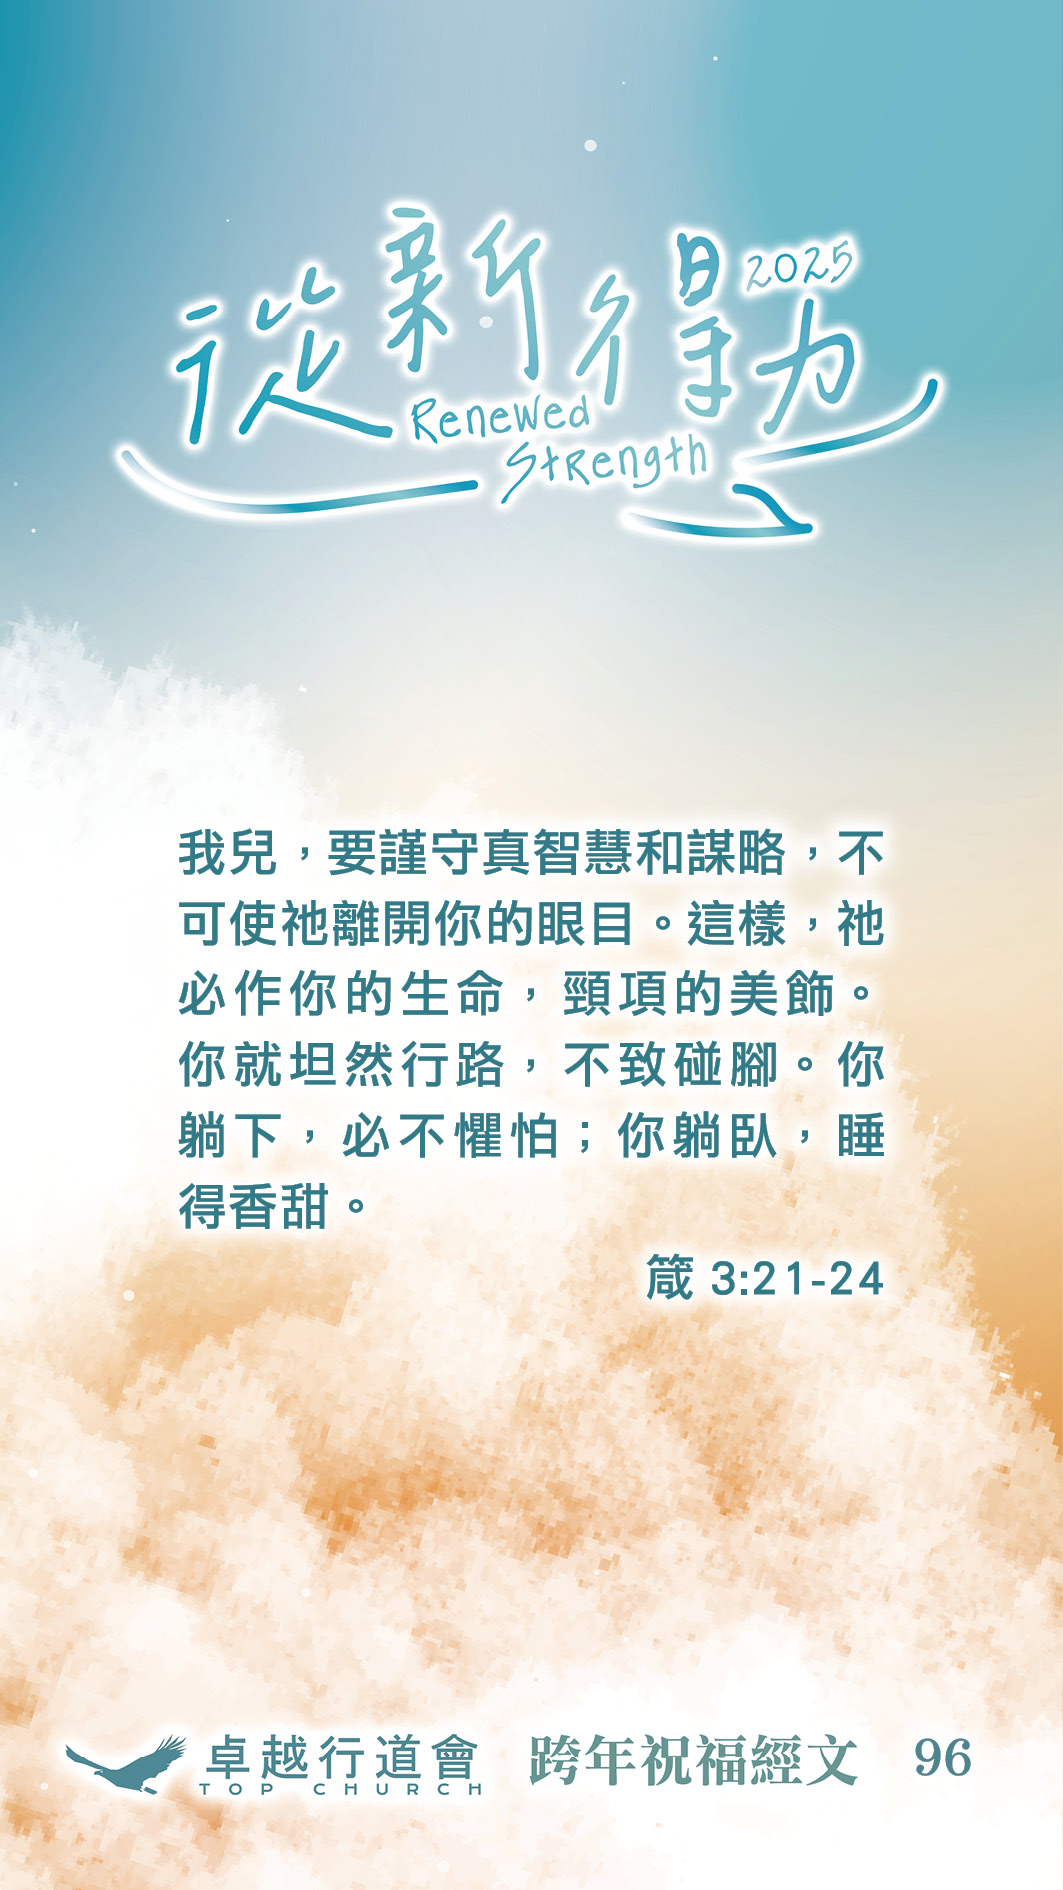 從新得力 2025
Renewed
Strength
我兒，要謹守真智慧和謀略，不
可使祂離開你的眼目。這樣，祂
必作你的生命，頸項的美飾。
你就坦然行路，不致碰腳。你
躺下，必不懼怕；你躺臥，睡
得香甜。
箴 3:21-24
卓越行道會 跨年祝福經文 96
TOP CHURCH